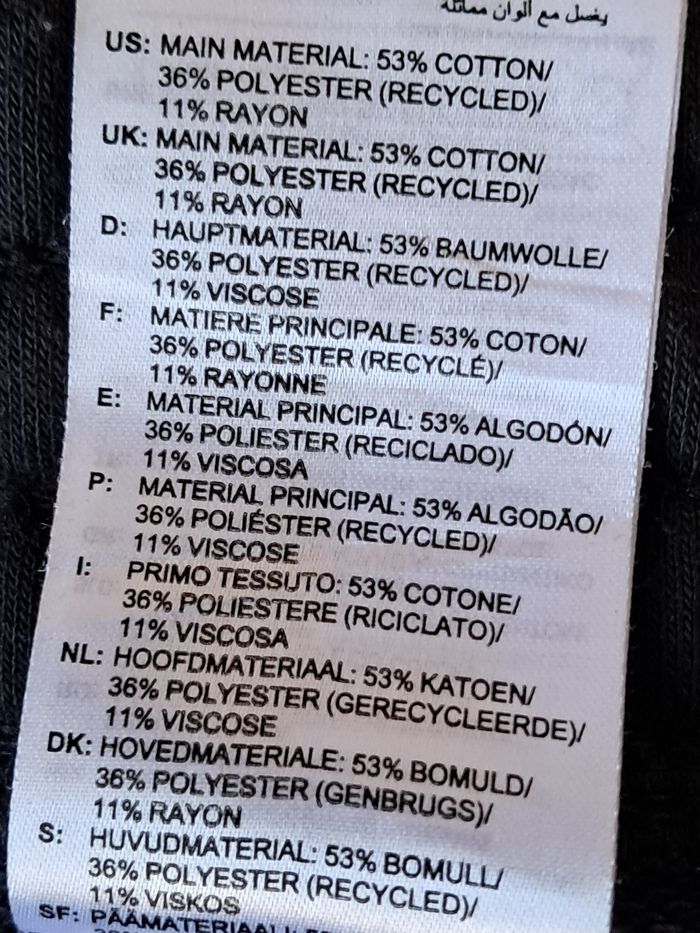 يغسل مع ألوان مماثلة
US: MAIN MATERIAL: 53% COTTON/
36% POLYESTER (RECYCLED)/
11% RAYON
UK: MAIN MATERIAL: 53% COTTON/
36% POLYESTER (RECYCLED)/
11% RAYON
D: HAUPTMATERIAL: 53% BAUMWOLLE/
36% POLYESTER (RECYCLED)/
11% VISCOSE
F: MATIERE PRINCIPALE: 53% COTON/
36% POLYESTER (RECYCLÉ)/
11% RAYONNE
E: MATERIAL PRINCIPAL: 53% ALGODÓN/
36% POLIESTER (RECICLADO)/
11% VISCOSA
P: MATERIAL PRINCIPAL: 53% ALGODÃO/
36% POLIÉSTER (RECYCLED)/
11% VISCOSE
I: PRIMO TESSUTO: 53% COTONE/
36% POLIESTERE (RICICLATO)/
11% VISCOSA
NL: HOOFDMATERIAAL: 53% KATOEN/
36% POLYESTER (GERECYCLEERDE)/
11% VISCOSE
DK: HOVEDMATERIALE: 53% BOMULD/
36% POLYESTER (GENBRUGS)/
11% RAYON
S: HUVUDMATERIAL: 53% BOMULL/
36% POLYESTER (RECYCLED)/
11% VISKOS
SF: PÄÄMATERIAALI: